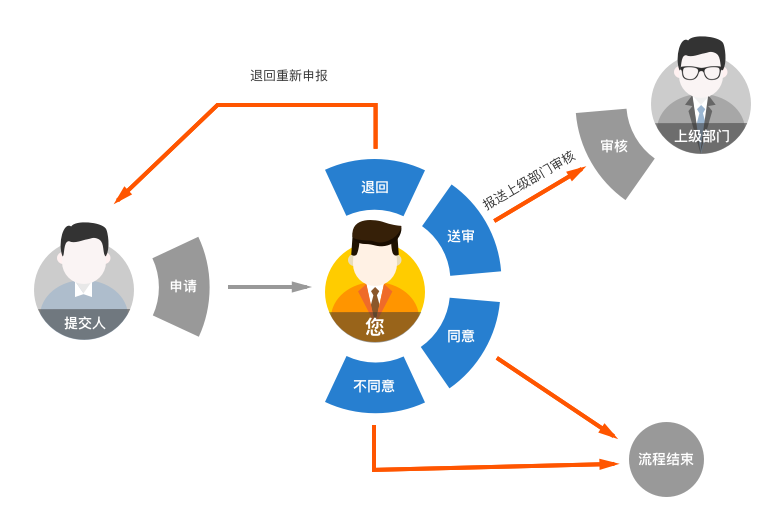 退回重新申报
上级部门
审核
报送上级部门审核
退回
送审
申请
提交人
您
同意
不同意
流程结束